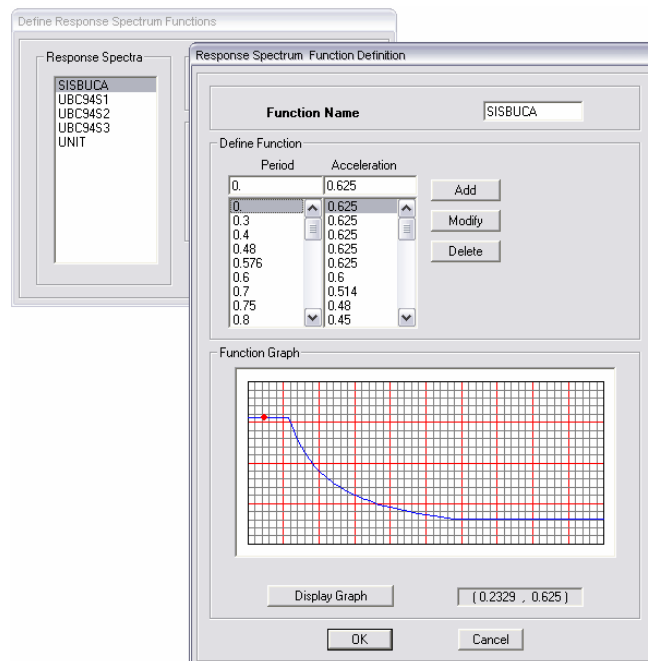 Define Response Spectrum Functions
Response Spectra
SISBUCA
UBC94S1
UBC94S2
UBC94S3
UNIT
Response Spectrum Function Definition
Function Name
SISBUCA
Define Function
Period Acceleration
0. 0.625
0. 0.625
0.3 0.625
0.4 0.625
0.48 0.625
0.576 0.625
0.6 0.6
0.7 0.514
0.75 0.48
0.8 0.45
Add
Modify
Delete
Function Graph
Display Graph
( 0.2329 , 0.625 )
OK
Cancel